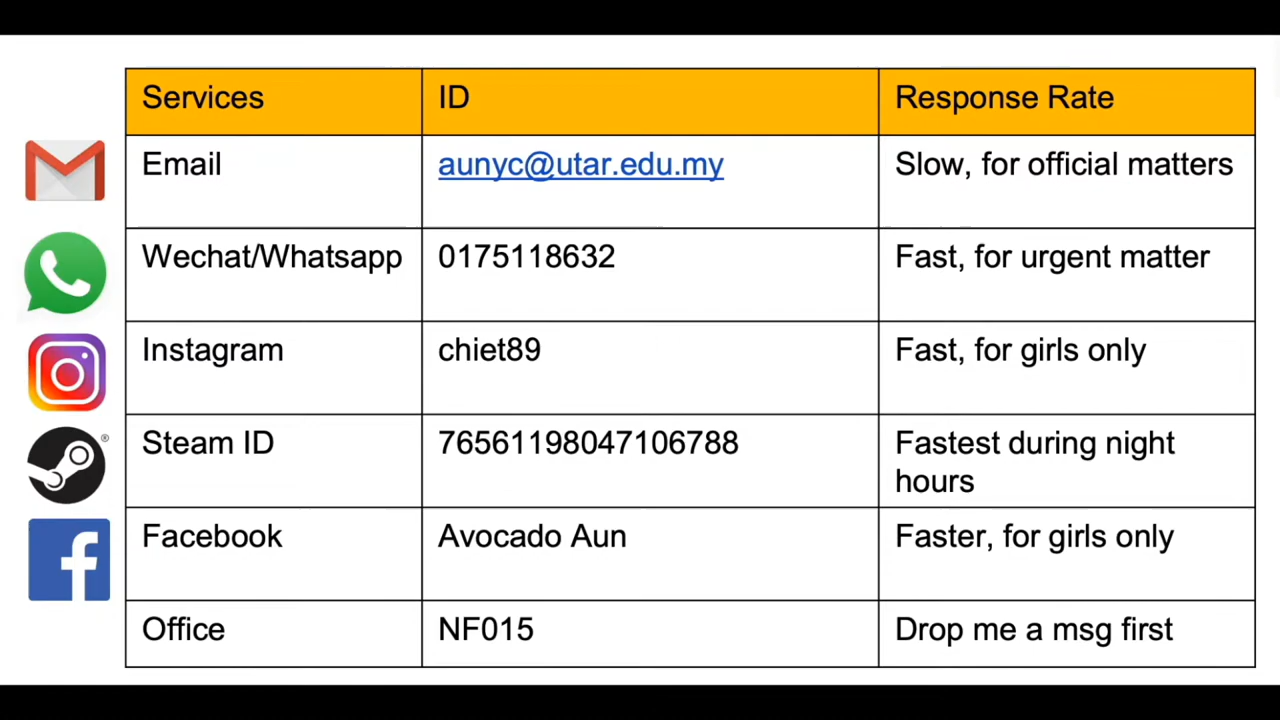 Services ID Response Rate
Email aunyc@utar.edu.my Slow, for official matters
Wechat/Whatsapp 0175118632 Fast, for urgent matter
Instagram chiet89 Fast, for girls only
Steam ID 76561198047106788 Fastest during night
hours
Facebook Avocado Aun Faster, for girls only
Office NF015 Drop me a msg first